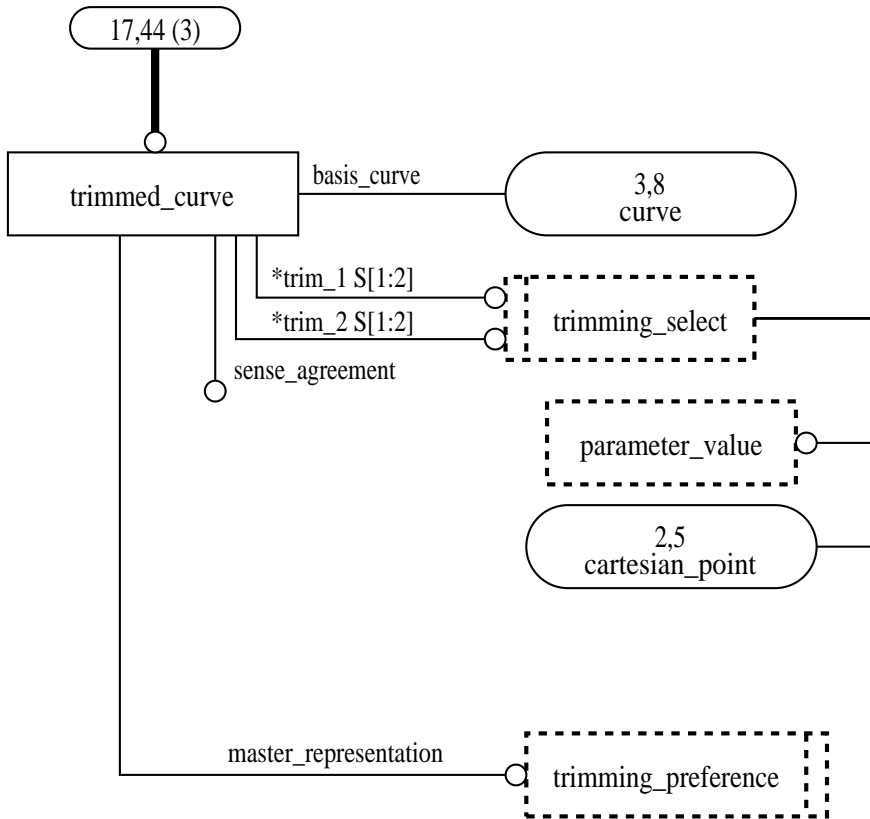 17,44 (3)
trimmed_curve
basis_curve
3,8
curve
*trim_1 S[1:2]
*trim_2 S[1:2]
trimming_select
sense_agreement
parameter_value
2,5
cartesian_point
master_representation
trimming_preference